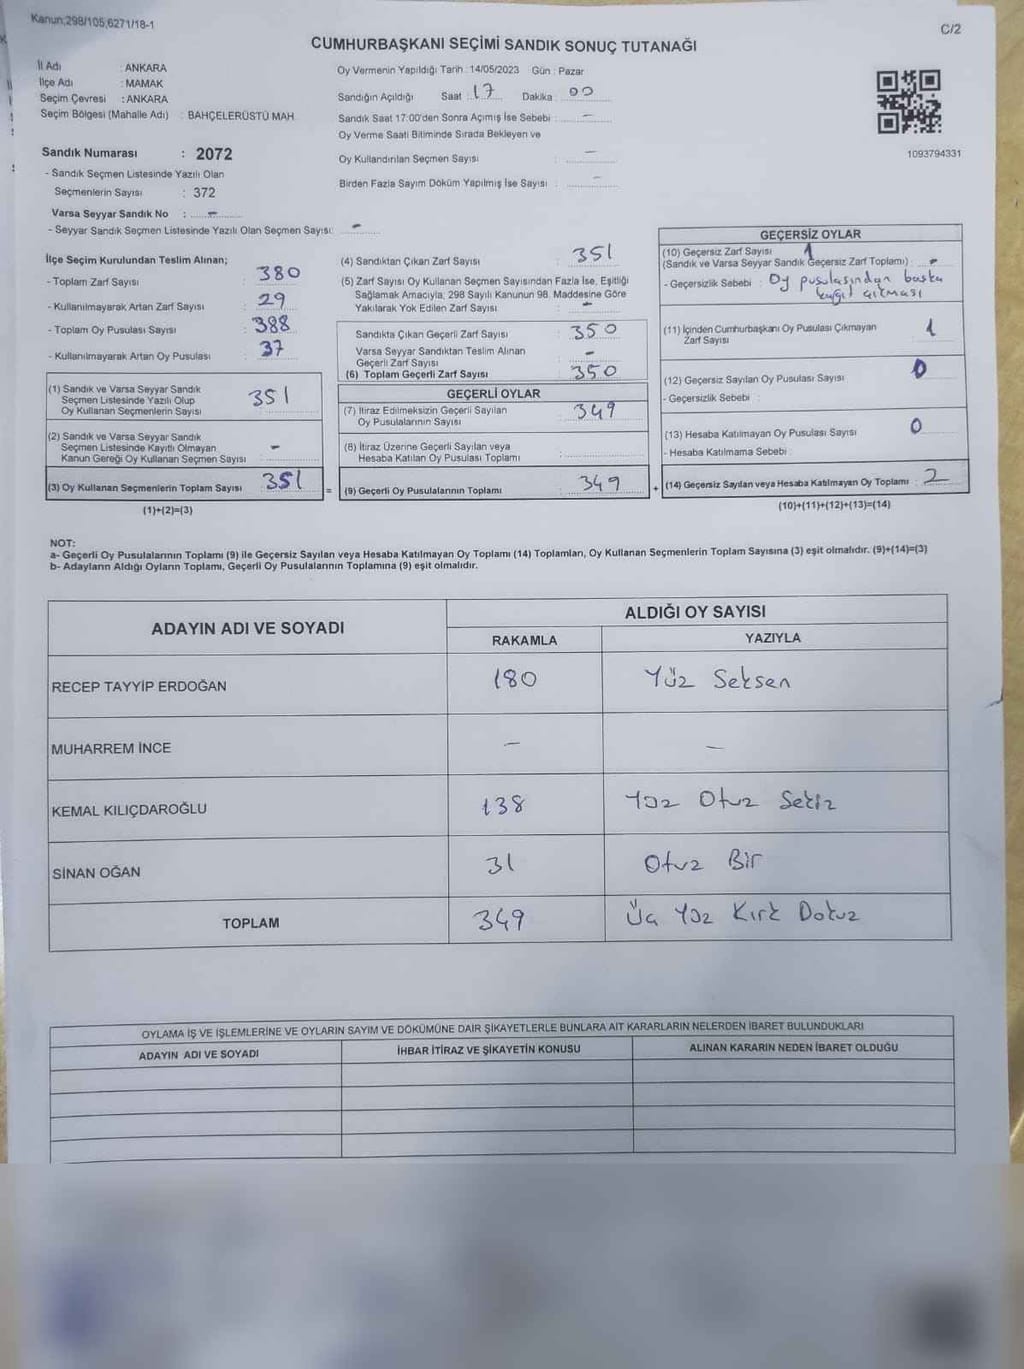 Kanun;298/105,6271/18-1
C/2
CUMHURBAŞKANI SEÇİMİ SANDIK SONUÇ TUTANAĞI
İl Adı : ANKARA
İlçe Adı : MAMAK
Seçim Çevresi : ANKARA
Seçim Bölgesi (Mahalle Adı) : BAHÇELERÜSTÜ MAH.
Sandık Numarası : 2072
- Sandık Seçmen Listesinde Yazılı Olan
Seçmenlerin Sayısı : 372
Varsa Seyyar Sandık No : -
- Seyyar Sandık Seçmen Listesinde Yazılı Olan Seçmen Sayısı: -
Oy Vermenin Yapıldığı Tarih : 14/05/2023 Gün : Pazar
Sandığın Açıldığı Saat : 17 Dakika : 00
Sandık Saat 17:00'den Sonra Açımış İse Sebebi : -
Oy Verme Saati Bitiminde Sırada Bekleyen ve
Oy Kullandırılan Seçmen Sayısı : -
Birden Fazla Sayım Döküm Yapılmış İse Sayısı : -
1093794331
İlçe Seçim Kurulundan Teslim Alınan;
- Toplam Zarf Sayısı : 380
- Kullanılmayarak Artan Zarf Sayısı : 29
- Toplam Oy Pusulası Sayısı : 388
- Kullanılmayarak Artan Oy Pusulası : 37
(1) Sandık ve Varsa Seyyar Sandık
Seçmen Listesinde Yazılı Olup
Oy Kullanan Seçmenlerin Sayısı : 351
(2) Sandık ve Varsa Seyyar Sandık
Seçmen Listesinde Kayıtlı Olmayan
Kanun Gereği Oy Kullanan Seçmen Sayısı : -
(3) Oy Kullanan Seçmenlerin Toplam Sayısı : 351
(1)+(2)=(3)
(4) Sandıktan Çıkan Zarf Sayısı : 351
(5) Zarf Sayısı Oy Kullanan Seçmen Sayısından Fazla İse, Eşitliği
Sağlamak Amacıyla, 298 Sayılı Kanunun 98. Maddesine Göre
Yakılarak Yok Edilen Zarf Sayısı : -
Sandıkta Çıkan Geçerli Zarf Sayısı : 350
Varsa Seyyar Sandıktan Teslim Alınan
Geçerli Zarf Sayısı : -
(6) Toplam Geçerli Zarf Sayısı : 350
GEÇERLİ OYLAR
(7) İtiraz Edilmeksizin Geçerli Sayılan
Oy Pusulalarının Sayısı : 349
(8) İtiraz Üzerine Geçerli Sayılan veya
Hesaba Katılan Oy Pusulası Toplamı :
= (9) Geçerli Oy Pusulalarının Toplamı : 349 +
GEÇERSİZ OYLAR
(10) Geçersiz Zarf Sayısı : 1
(Sandık ve Varsa Seyyar Sandık Geçersiz Zarf Toplamı) : -
- Geçersizlik Sebebi : Oy pusulasından başka
kağıt çıkması
(11) İçinden Cumhurbaşkanı Oy Pusulası Çıkmayan : 1
Zarf Sayısı
(12) Geçersiz Sayılan Oy Pusulası Sayısı : 0
- Geçersizlik Sebebi :
(13) Hesaba Katılmayan Oy Pusulası Sayısı : 0
- Hesaba Katılmama Sebebi :
(14) Geçersiz Sayılan veya Hesaba Katılmayan Oy Toplamı : 2
(10)+(11)+(12)+(13)=(14)
NOT:
a- Geçerli Oy Pusulalarının Toplamı (9) ile Geçersiz Sayılan veya Hesaba Katılmayan Oy Toplamı (14) Toplamları, Oy Kullanan Seçmenlerin Toplam Sayısına (3) eşit olmalıdır. (9)+(14)=(3)
b- Adayların Aldığı Oyların Toplamı, Geçerli Oy Pusulalarının Toplamına (9) eşit olmalıdır.
ADAYIN ADI VE SOYADI
ALDIĞI OY SAYISI
RAKAMLA YAZIYLA
RECEP TAYYİP ERDOĞAN 180 Yüz Seksen
MUHARREM İNCE - -
KEMAL KILIÇDAROĞLU 138 Yüz Otuz Sekiz
SİNAN OĞAN 31 Otuz Bir
TOPLAM 349 Üç Yüz Kırk Dokuz
OYLAMA İŞ VE İŞLEMLERİNE VE OYLARIN SAYIM VE DÖKÜMÜNE DAİR ŞİKAYETLERLE BUNLARA AİT KARARLARIN NELERDEN İBARET BULUNDUKLARI
ADAYIN ADI VE SOYADI İHBAR İTİRAZ VE ŞİKAYETİN KONUSU ALINAN KARARIN NEDEN İBARET OLDUĞU